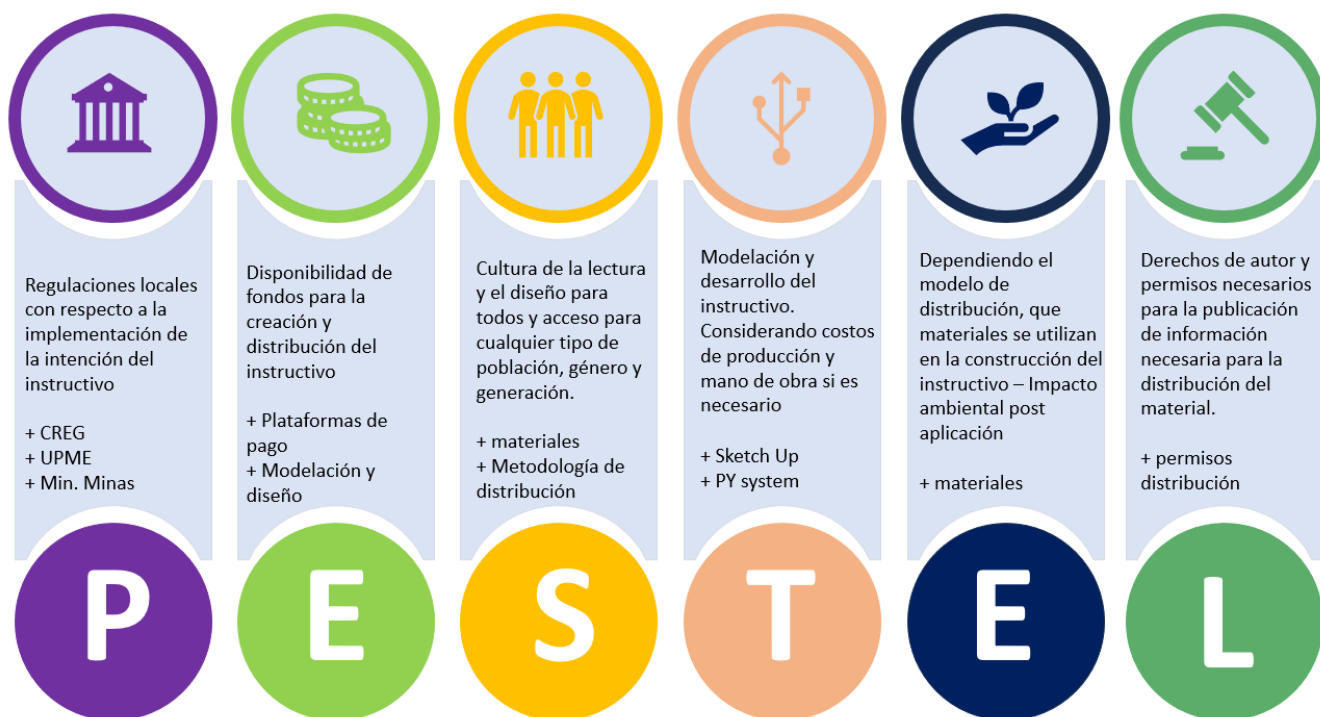 Regulaciones locales
con respecto a la
implementación de
la intención del
instructivo
+ CREG
+ UPME
+ Min. Minas
Disponibilidad de
fondos para la
creación y
distribución del
instructivo
+ Plataformas de
pago
+ Modelación y
diseño
Cultura de la lectura
y el diseño para
todos y acceso para
cualquier tipo de
población, género y
generación.
+ materiales
+ Metodología de
distribución
Modelación y
desarrollo del
instructivo.
Considerando costos
de producción y
mano de obra si es
necesario
+ Sketch Up
+ PY system
Dependiendo el
modelo de
distribución, que
materiales se utilizan
en la construcción del
instructivo – Impacto
ambiental post
aplicación
+ materiales
Derechos de autor y
permisos necesarios
para la publicación
de información
necesaria para la
distribución del
material.
+ permisos
distribución
P E S T E L